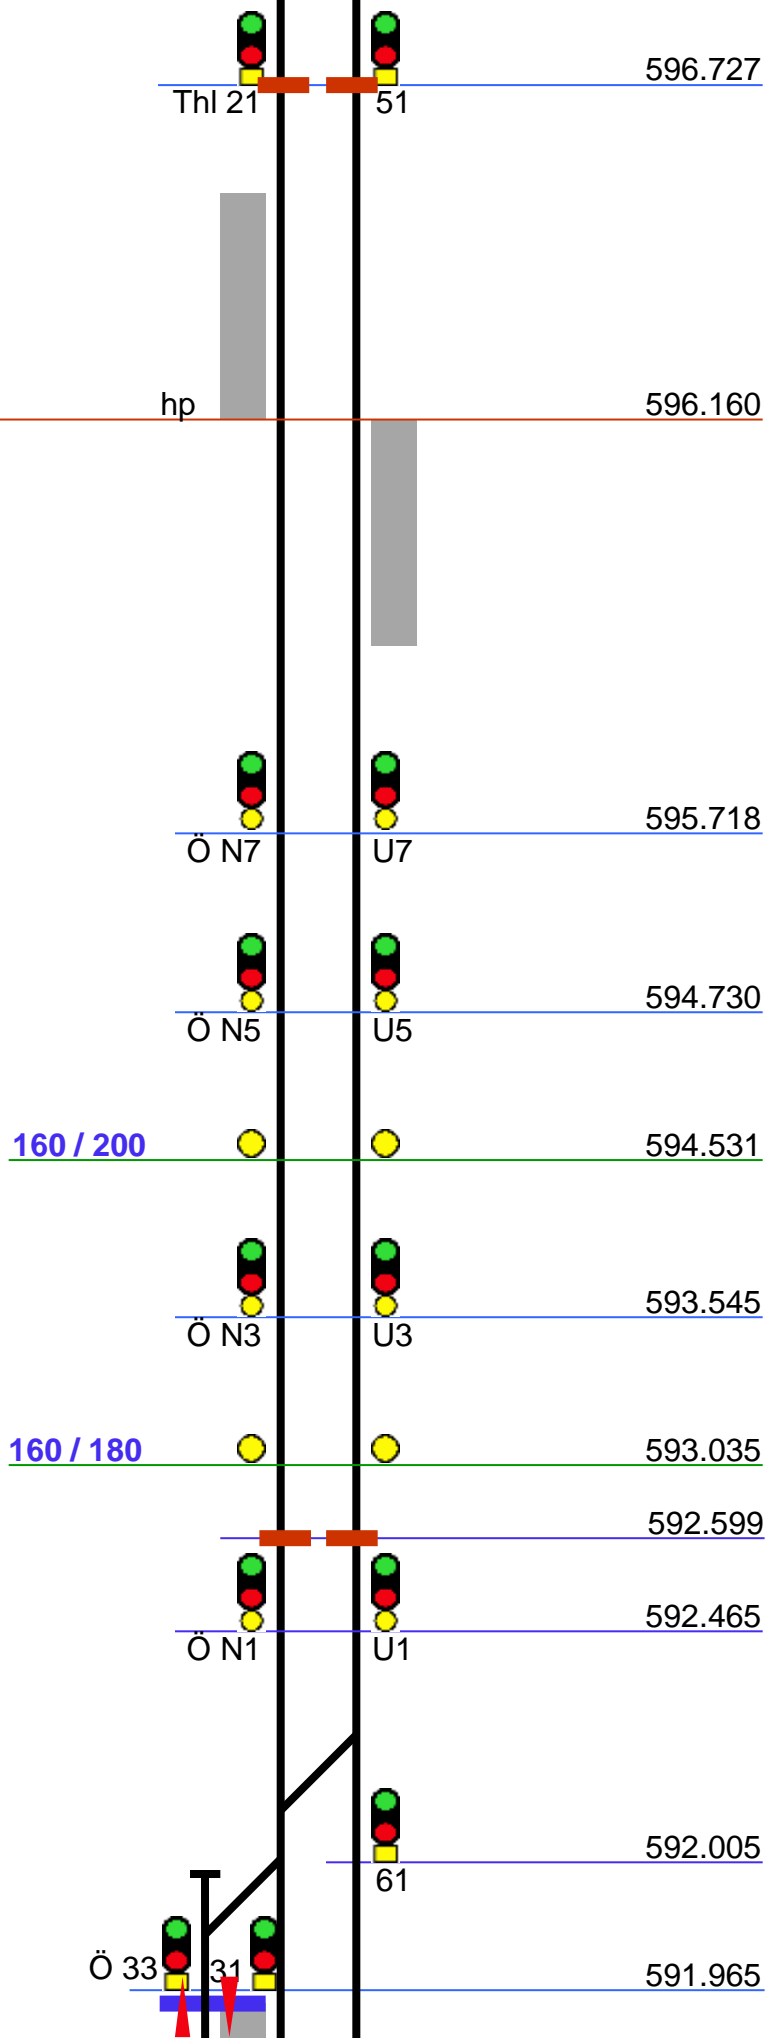 596.727
Thl 21 51
hp 596.160
595.718
Ö N7 U7
594.730
Ö N5 U5
160 / 200 594.531
593.545
Ö N3 U3
160 / 180 593.035
592.599
592.465
Ö N1 U1
592.005
61
Ö 33 31 591.965